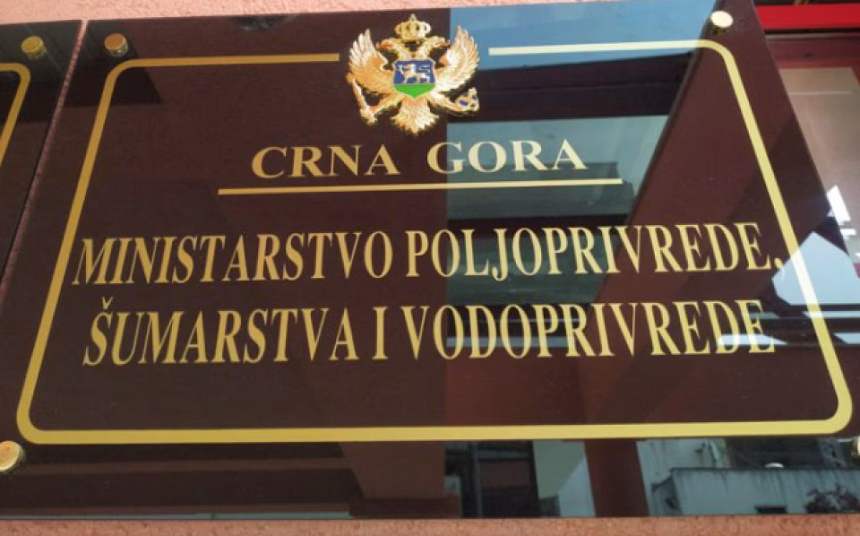 CRNA GORA
MINISTARSTVO POLJOPRIVREDE,
ŠUMARSTVA I VODOPRIVREDE